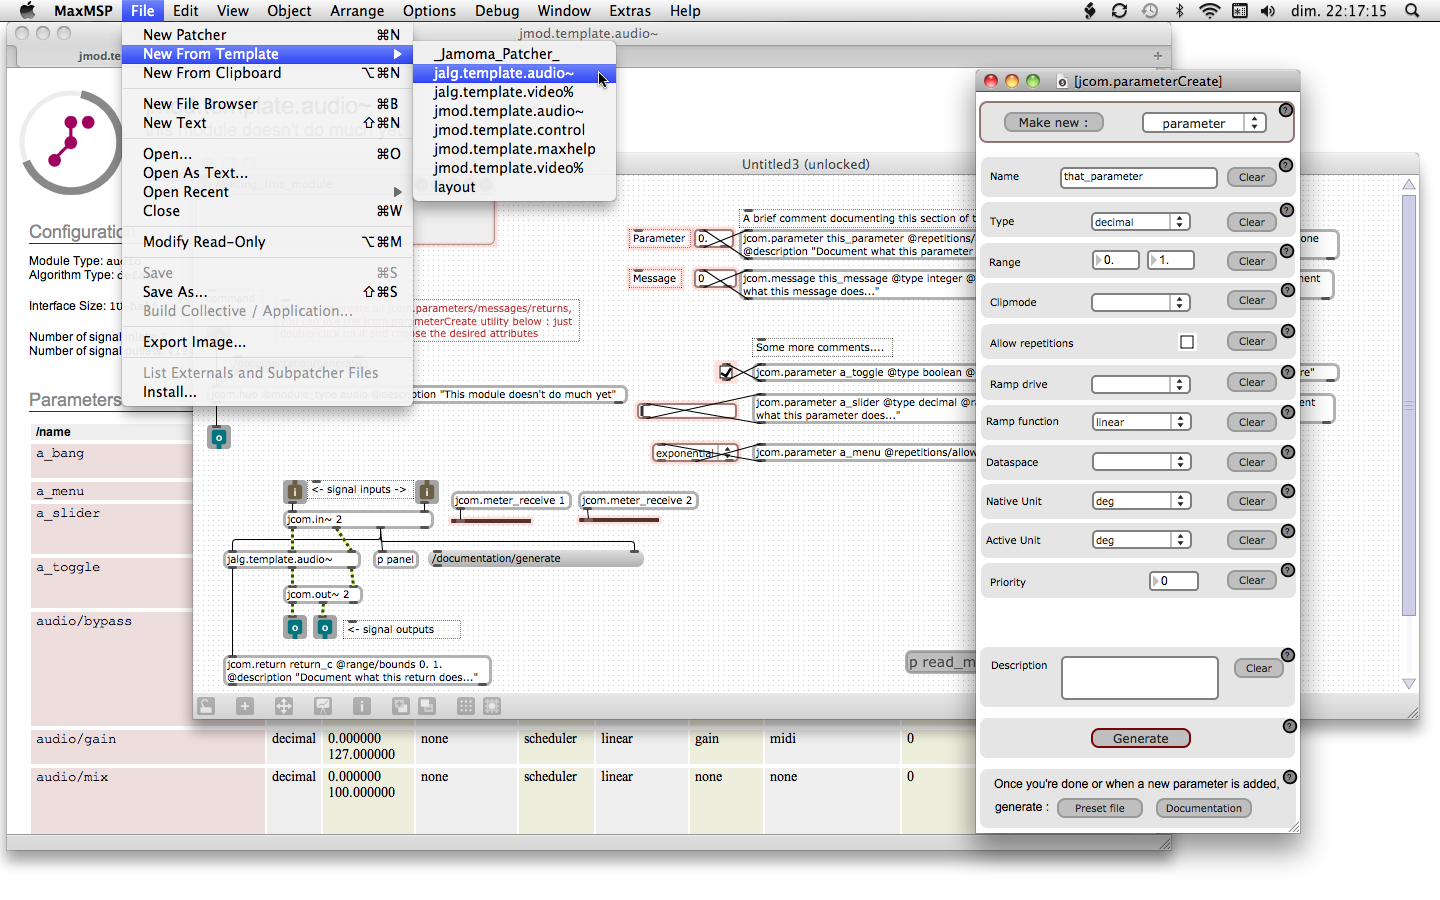 MaxMSP File Edit View Object Arrange Options Debug Window Extras Help dim. 22:17:15
jmod.template.audio~
jmod.te
New Patcher ⌘N
New From Template
New From Clipboard ⌥⌘N
New File Browser ⌘B
New Text ⇧⌘N
Open... ⌘O
Open As Text...
Open Recent
Close ⌘W
Modify Read-Only ⌥⌘M
Save ⌘S
Save As... ⇧⌘S
Build Collective / Application...
Export Image...
List Externals and Subpatcher Files
Install...
_Jamoma_Patcher_
jalg.template.audio~
jalg.template.video%
jmod.template.audio~
jmod.template.control
jmod.template.maxhelp
jmod.template.video%
layout
Configuration
Module Type: audio
Algorithm Type:
Interface Size: 10-
Number of signal
Number of signal
Parameters
/name
a_bang
a_menu
a_slider
a_toggle
audio/bypass
audio/gain decimal 0.000000 none scheduler linear gain midi 0
127.000000
audio/mix decimal 0.000000 none scheduler linear none none 0
100.000000
Untitled3 (unlocked)
A brief comment documenting this section of t
Parameter 0. jcom.parameter this_parameter @repetitions/ one
@description "Document what this parameter
Message 0 jcom.message this_message @type integer @ ment
what this message does..."
jcom.parameters/messages/returns,
parameterCreate utility below : just
the desired attributes
Some more comments....
jcom.parameter a_toggle @type boolean @ re"
jcom.parameter a_slider @type decimal @r ent
what this parameter does..."
exponential jcom.parameter a_menu @repetitions/allow
jcom.hub @module_type audio @description "This module doesn't do much yet"
<- signal inputs ->
jcom.in~ 2
jcom.meter_receive 1 jcom.meter_receive 2
jalg.template.audio~ p panel /documentation/generate
jcom.out~ 2
<- signal outputs
jcom.return return_c @range/bounds 0. 1.
@description "Document what this return does..."
p read_m
[jcom.parameterCreate]
Make new : parameter
Name that_parameter Clear
Type decimal Clear
Range 0. 1. Clear
Clipmode Clear
Allow repetitions Clear
Ramp drive Clear
Ramp function linear Clear
Dataspace Clear
Native Unit deg Clear
Active Unit deg Clear
Priority 0 Clear
Description Clear
Generate
Once you're done or when a new parameter is added,
generate : Preset file Documentation